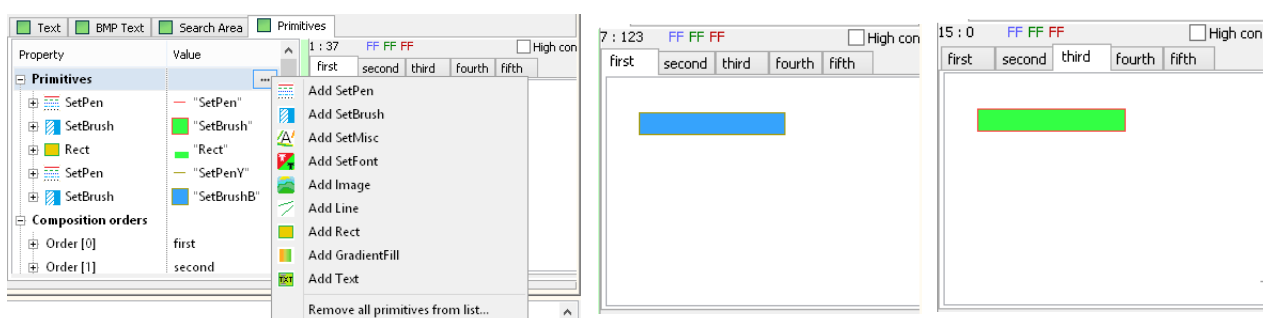 Text BMP Text Search Area Primitives
Property Value
Primitives ...
SetPen "SetPen"
SetBrush "SetBrush"
Rect "Rect"
SetPen "SetPenY"
SetBrush "SetBrushB"
Composition orders
Order [0] first
Order [1] second
1 : 37 FF FF FF High con
first second third fourth fifth
Add SetPen
Add SetBrush
Add SetMisc
Add SetFont
Add Image
Add Line
Add Rect
Add GradientFill
Add Text
Remove all primitives from list...
7 : 123 FF FF FF High con
first second third fourth fifth
15 : 0 FF FF FF High con
first second third fourth fifth